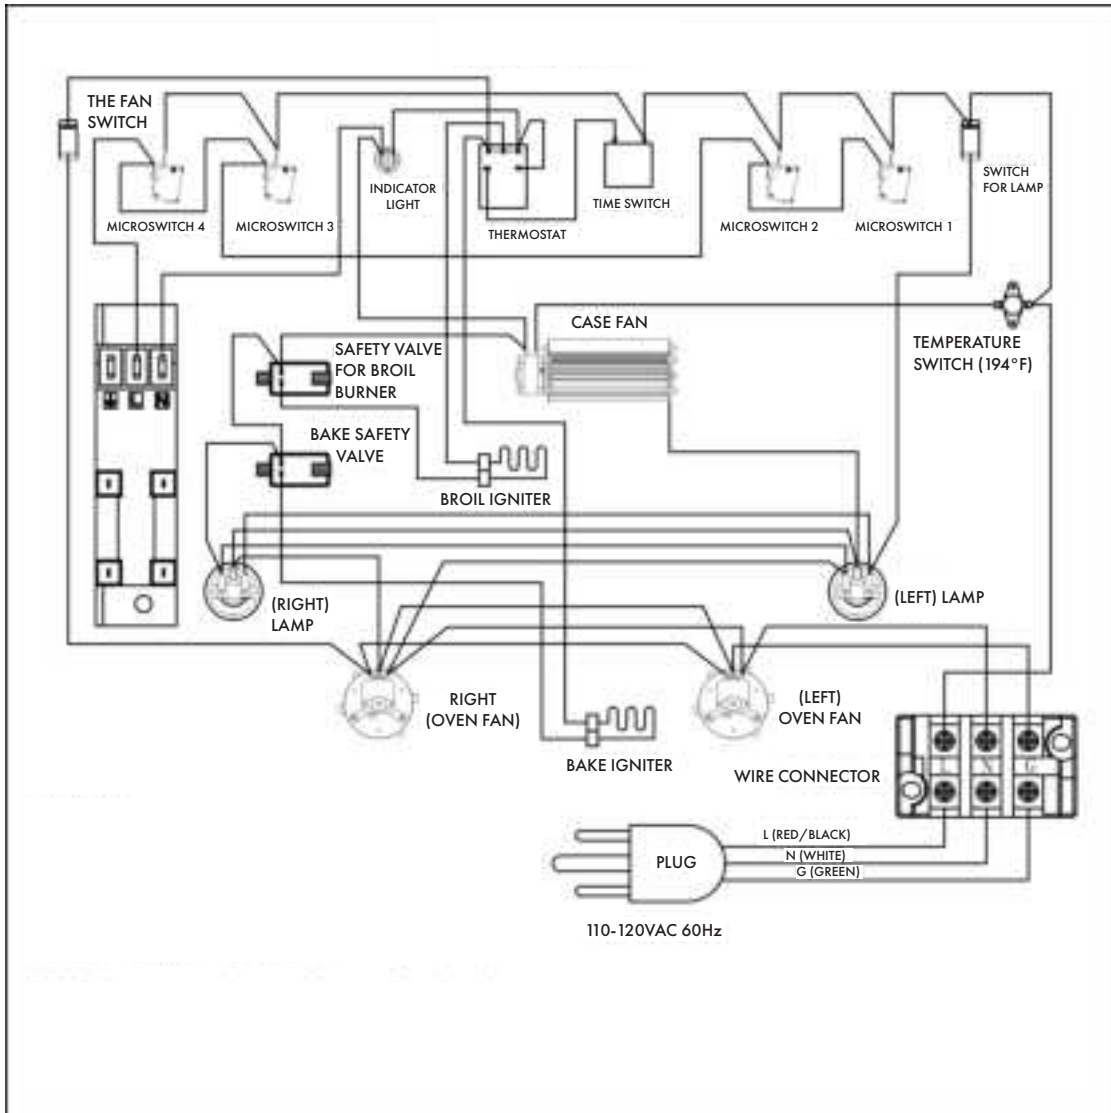 THE FAN
SWITCH
MICROSWITCH 4
MICROSWITCH 3
INDICATOR
LIGHT
THERMOSTAT
TIME SWITCH
MICROSWITCH 2
MICROSWITCH 1
SWITCH
FOR LAMP
CASE FAN
TEMPERATURE
SWITCH (194°F)
SAFETY VALVE
FOR BROIL
BURNER
BAKE SAFETY
VALVE
L N
BROIL IGNITER
(RIGHT)
LAMP
(LEFT) LAMP
RIGHT
(OVEN FAN)
(LEFT)
OVEN FAN
BAKE IGNITER
WIRE CONNECTOR
L N G
PLUG
L (RED/BLACK)
N (WHITE)
G (GREEN)
110-120VAC 60Hz